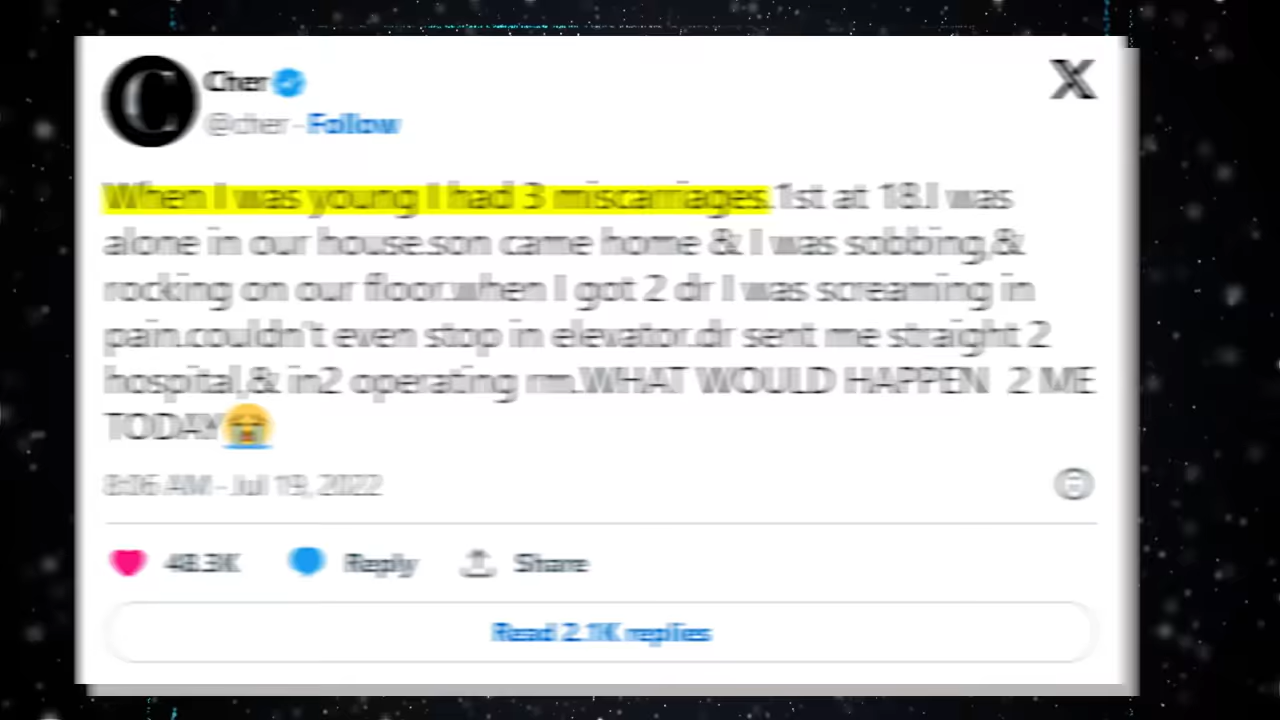 Cher
@cher · Follow
X
When I was young I had 3 miscarriages.1st at 18.I was
alone in our house.son came home & I was sobbing,&
rocking on our floor.when I got 2 dr I was screaming in
pain.couldn't even stop in elevator.dr sent me straight 2
hospital,& in2 operating rm.WHAT WOULD HAPPEN 2 ME
TODAY😭
8:06 AM · Jul 19, 2022
48.3K Reply Share
Read 2.1K replies